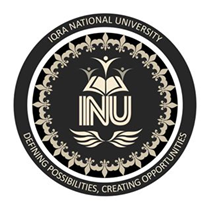 IQRA NATIONAL UNIVERSITY
INU
DEFINING POSSIBILITIES, CREATING OPPORTUNITIES